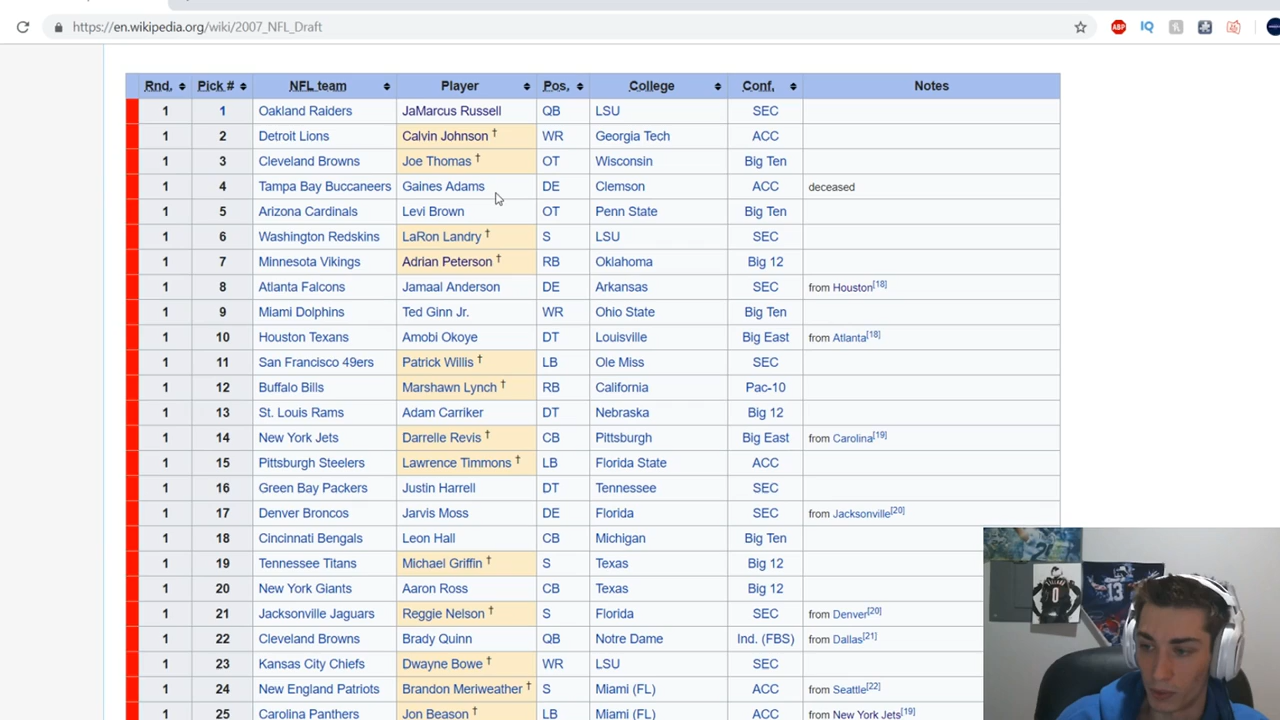 https://en.wikipedia.org/wiki/2007_NFL_Draft
ABP IQ
Rnd. Pick # NFL team Player Pos. College Conf. Notes
1 1 Oakland Raiders JaMarcus Russell QB LSU SEC
1 2 Detroit Lions Calvin Johnson † WR Georgia Tech ACC
1 3 Cleveland Browns Joe Thomas † OT Wisconsin Big Ten
1 4 Tampa Bay Buccaneers Gaines Adams DE Clemson ACC deceased
1 5 Arizona Cardinals Levi Brown OT Penn State Big Ten
1 6 Washington Redskins LaRon Landry † S LSU SEC
1 7 Minnesota Vikings Adrian Peterson † RB Oklahoma Big 12
1 8 Atlanta Falcons Jamaal Anderson DE Arkansas SEC from Houston[18]
1 9 Miami Dolphins Ted Ginn Jr. WR Ohio State Big Ten
1 10 Houston Texans Amobi Okoye DT Louisville Big East from Atlanta[18]
1 11 San Francisco 49ers Patrick Willis † LB Ole Miss SEC
1 12 Buffalo Bills Marshawn Lynch † RB California Pac-10
1 13 St. Louis Rams Adam Carriker DT Nebraska Big 12
1 14 New York Jets Darrelle Revis † CB Pittsburgh Big East from Carolina[19]
1 15 Pittsburgh Steelers Lawrence Timmons † LB Florida State ACC
1 16 Green Bay Packers Justin Harrell DT Tennessee SEC
1 17 Denver Broncos Jarvis Moss DE Florida SEC from Jacksonville[20]
1 18 Cincinnati Bengals Leon Hall CB Michigan Big Ten
1 19 Tennessee Titans Michael Griffin † S Texas Big 12
1 20 New York Giants Aaron Ross CB Texas Big 12
1 21 Jacksonville Jaguars Reggie Nelson † S Florida SEC from Denver[20]
1 22 Cleveland Browns Brady Quinn QB Notre Dame Ind. (FBS) from Dallas[21]
1 23 Kansas City Chiefs Dwayne Bowe † WR LSU SEC
1 24 New England Patriots Brandon Meriweather † S Miami (FL) ACC from Seattle[22]
1 25 Carolina Panthers Jon Beason † LB Miami (FL) ACC from New York Jets[19]
0
13